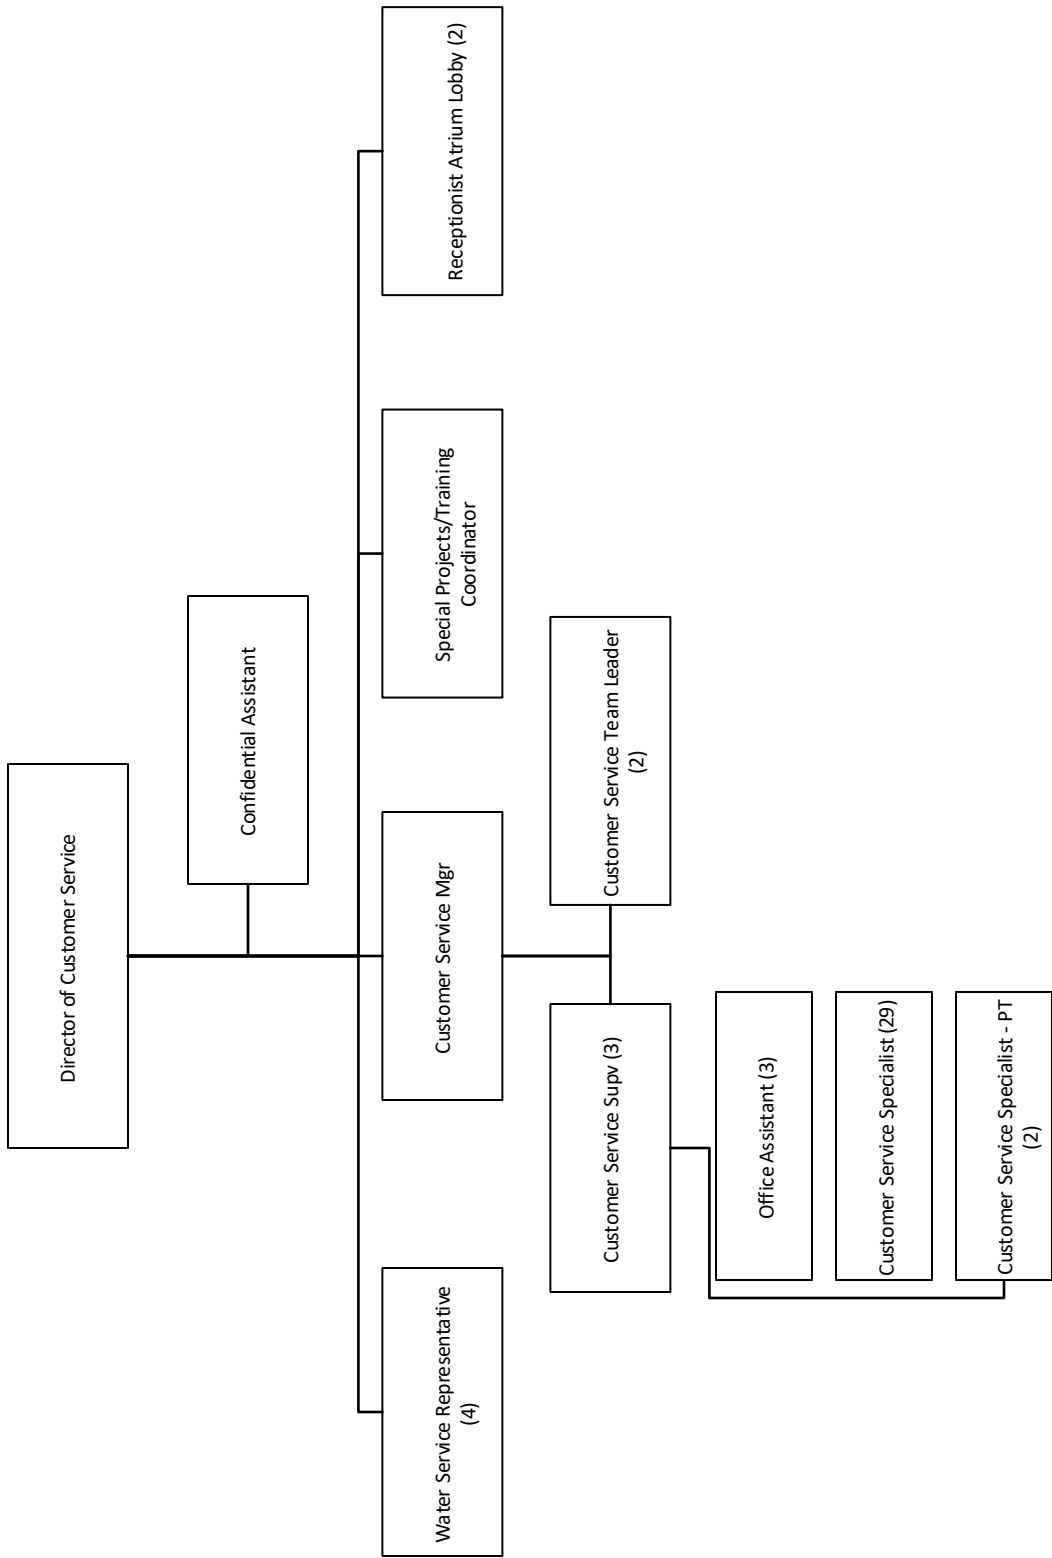 Director of Customer Service
Confidential Assistant
Water Service Representative
(4)
Customer Service Mgr
Special Projects/Training
Coordinator
Receptionist Atrium Lobby (2)
Customer Service Supv (3)
Customer Service Team Leader
(2)
Office Assistant (3)
Customer Service Specialist (29)
Customer Service Specialist - PT
(2)